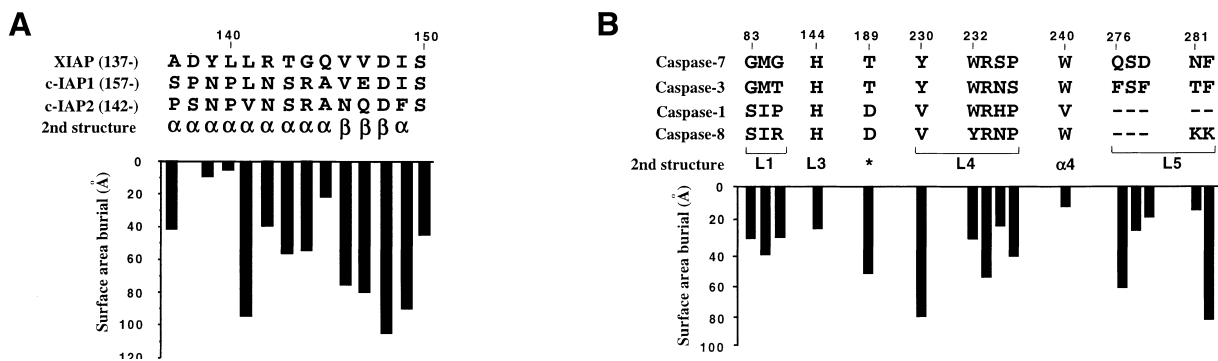 A
140 150
XIAP (137-) A D Y L L R T G Q V V D I S
c-IAP1 (157-) S P N P L N S R A V E D I S
c-IAP2 (142-) P S N P V N S R A N Q D F S
2nd structure α α α α α α α α α β β β α
Surface area burial (Å)
0
20
40
60
80
100
120
B
83 144 189 230 232 240 276 281
Caspase-7 GMG H T Y WRSP W QSD NF
Caspase-3 GMT H T Y WRNS W FSF TF
Caspase-1 SIP H D V WRHP V --- --
Caspase-8 SIR H D V YRNP W --- KK
2nd structure L1 L3 * L4 α4 L5
Surface area burial (Å)
0
20
40
60
80
100